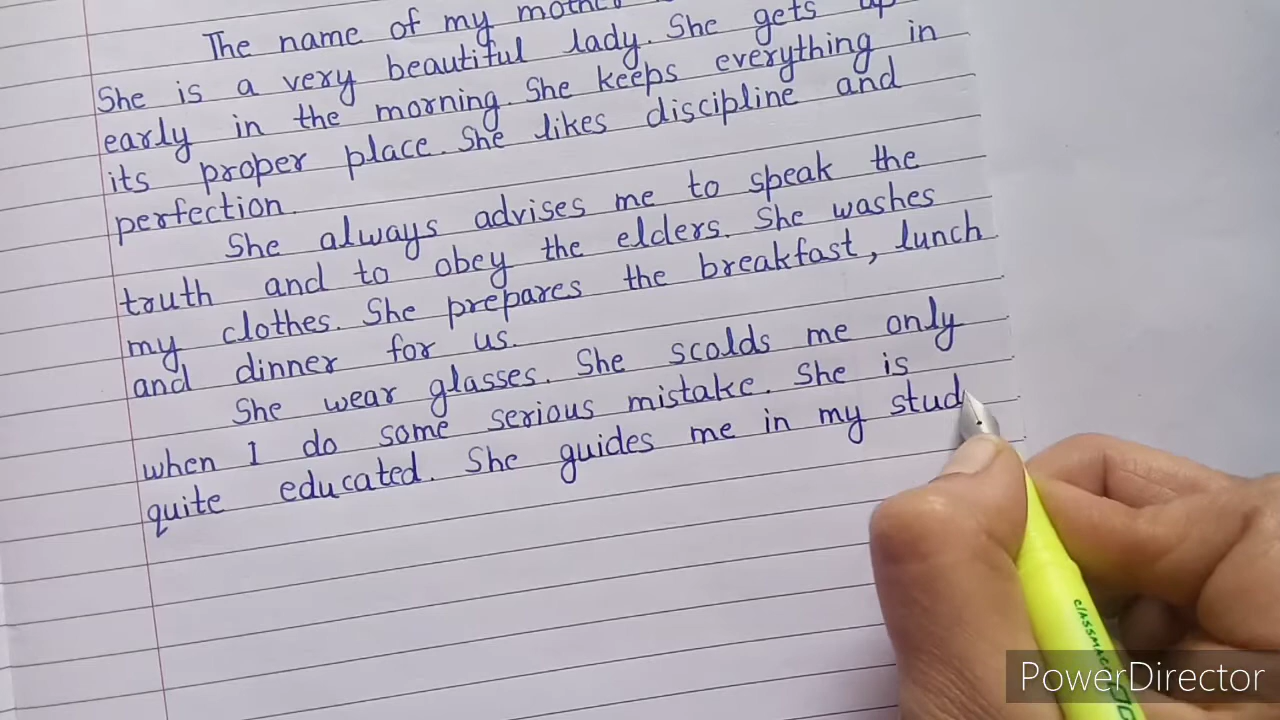 The name of my mother
She is a very beautiful lady. She gets up
early in the morning. She keeps everything in
its proper place. She likes discipline and
perfection.
She always advises me to speak the
truth and to obey the elders. She washes
my clothes. She prepares the breakfast, lunch
and dinner for us.
She wear glasses. She scolds me only
when I do some serious mistake. She is
quite educated. She guides me in my stud
PowerDirector